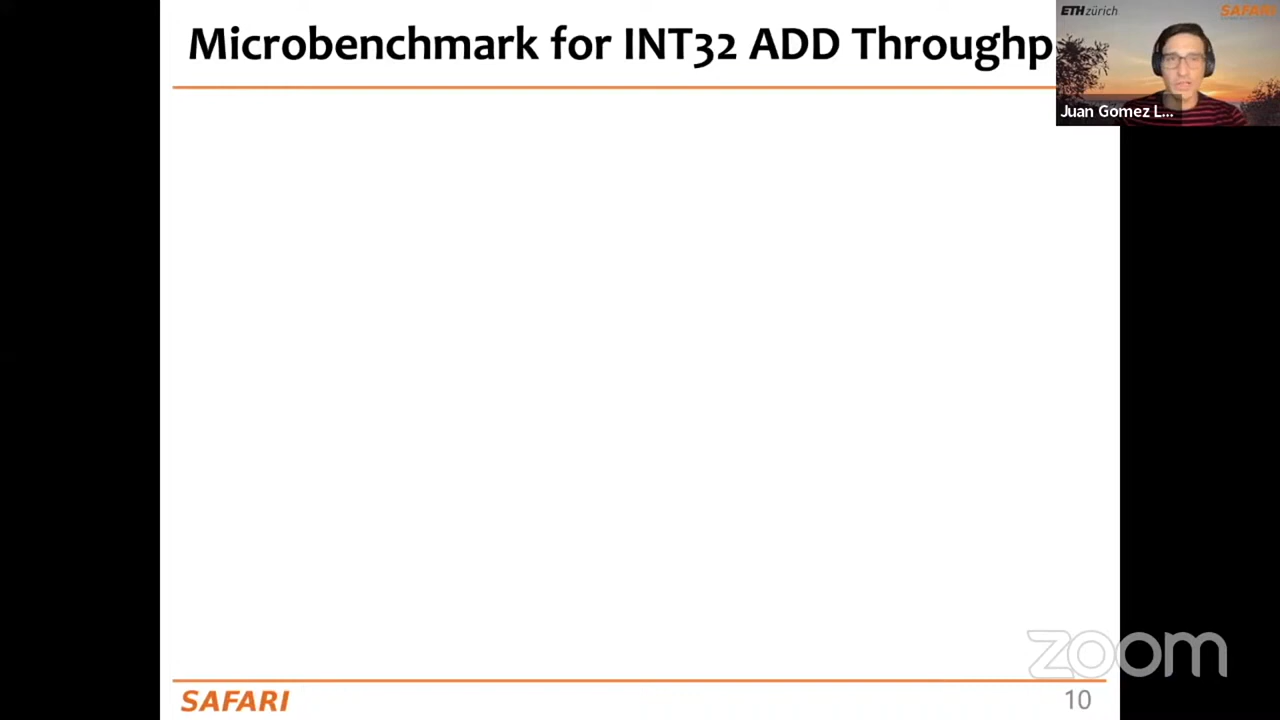 Microbenchmark for INT32 ADD Throughp
ETH zürich
SAFARI
Juan Gomez L...
zoom
SAFARI
10